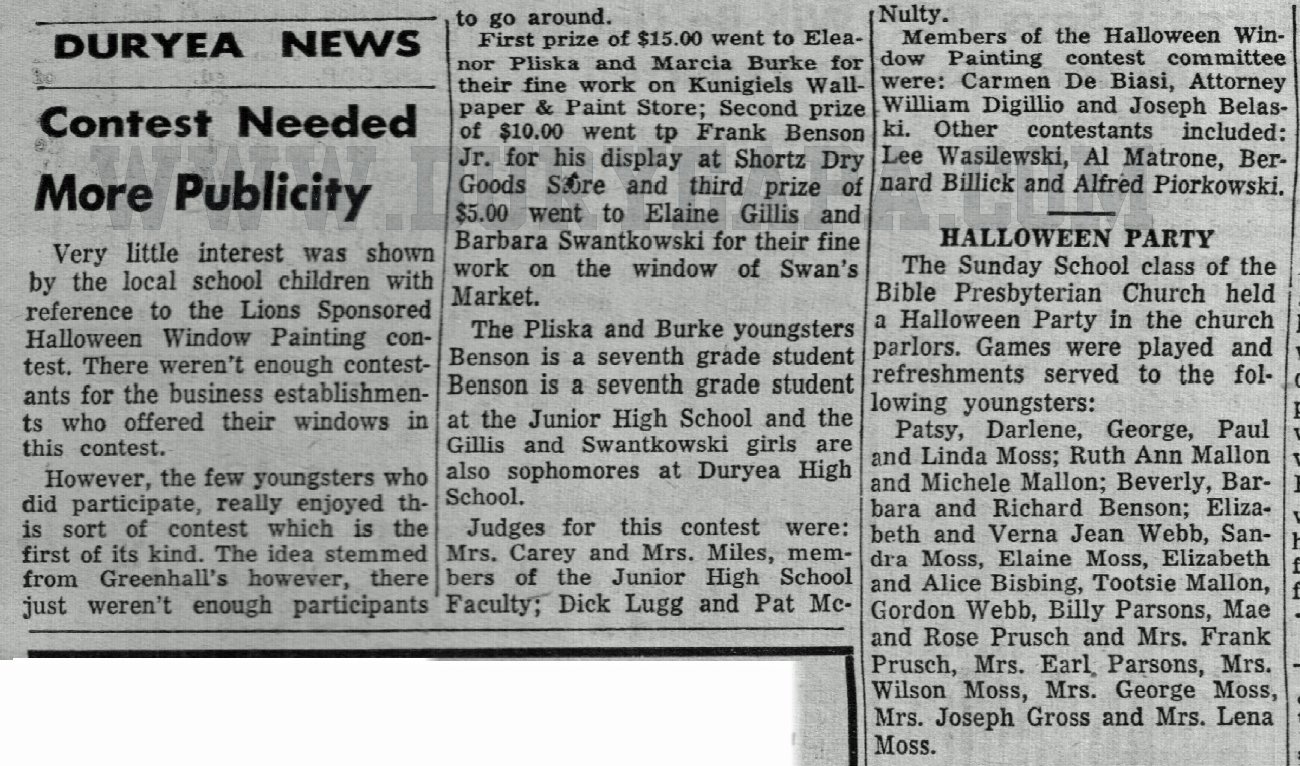 DURYEA NEWS
Contest Needed
More Publicity
Very little interest was shown
by the local school children with
reference to the Lions Sponsored
Halloween Window Painting con-
test. There weren't enough contest-
ants for the business establishmen-
ts who offered their windows in
this contest.
However, the few youngsters who
did participate, really enjoyed th-
is sort of contest which is the
first of its kind. The idea stemmed
from Greenhall's however, there
just weren't enough participants
to go around.
First prize of $15.00 went to Elea-
nor Pliska and Marcia Burke for
their fine work on Kunigiels Wall-
paper & Paint Store; Second prize
of $10.00 went tp Frank Benson
Jr. for his display at Shortz Dry
Goods Store and third prize of
$5.00 went to Elaine Gillis and
Barbara Swantkowski for their fine
work on the window of Swan's
Market.
The Pliska and Burke youngsters
Benson is a seventh grade student
Benson is a seventh grade student
at the Junior High School and the
Gillis and Swantkowski girls are
also sophomores at Duryea High
School.
Judges for this contest were:
Mrs. Carey and Mrs. Miles, mem-
bers of the Junior High School
Faculty; Dick Lugg and Pat Mc-
Nulty.
Members of the Halloween Win-
dow Painting contest committee
were: Carmen De Biasi, Attorney
William Digillio and Joseph Belas-
ki. Other contestants included:
Lee Wasilewski, Al Matrone, Ber-
nard Billick and Alfred Piorkowski.
HALLOWEEN PARTY
The Sunday School class of the
Bible Presbyterian Church held
a Halloween Party in the church
parlors. Games were played and
refreshments served to the fol-
lowing youngsters:
Patsy, Darlene, George, Paul
and Linda Moss; Ruth Ann Mallon
and Michele Mallon; Beverly, Bar-
bara and Richard Benson; Eliza-
beth and Verna Jean Webb, San-
dra Moss, Elaine Moss, Elizabeth
and Alice Bisbing, Tootsie Mallon,
Gordon Webb, Billy Parsons, Mae
and Rose Prusch and Mrs. Frank
Prusch, Mrs. Earl Parsons, Mrs.
Wilson Moss, Mrs. George Moss,
Mrs. Joseph Gross and Mrs. Lena
Moss.
WWW.DURYEAPA.COM